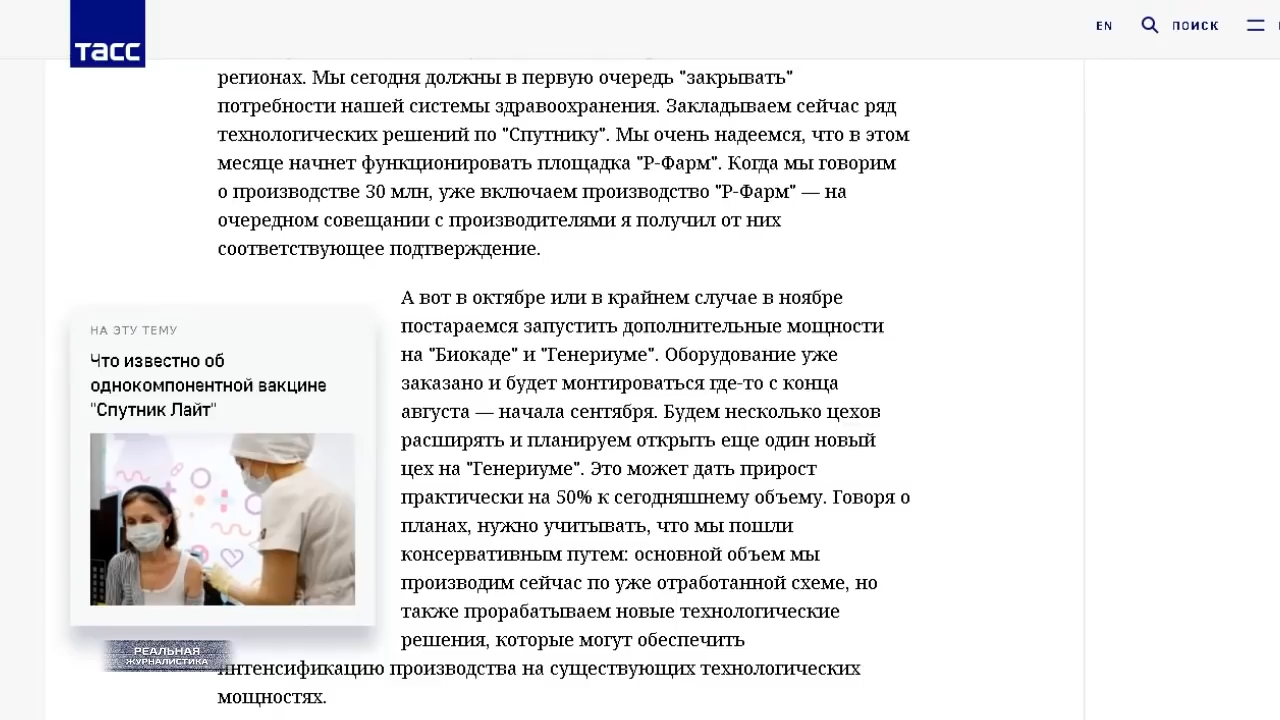 тасс
EN
ПОИСК
регионах. Мы сегодня должны в первую очередь "закрывать"
потребности нашей системы здравоохранения. Закладываем сейчас ряд
технологических решений по "Спутнику". Мы очень надеемся, что в этом
месяце начнет функционировать площадка "Р-Фарм". Когда мы говорим
о производстве 30 млн, уже включаем производство "Р-Фарм" — на
очередном совещании с производителями я получил от них
соответствующее подтверждение.
НА ЭТУ ТЕМУ
Что известно об
однокомпонентной вакцине
"Спутник Лайт"
А вот в октябре или в крайнем случае в ноябре
постараемся запустить дополнительные мощности
на "Биокаде" и "Генериуме". Оборудование уже
заказано и будет монтироваться где-то с конца
августа — начала сентября. Будем несколько цехов
расширять и планируем открыть еще один новый
цех на "Генериуме". Это может дать прирост
практически на 50% к сегодняшнему объему. Говоря о
планах, нужно учитывать, что мы пошли
консервативным путем: основной объем мы
производим сейчас по уже отработанной схеме, но
также прорабатываем новые технологические
решения, которые могут обеспечить
интенсификацию производства на существующих технологических
мощностях.
РЕАЛЬНАЯ
ЖУРНАЛИСТИКА